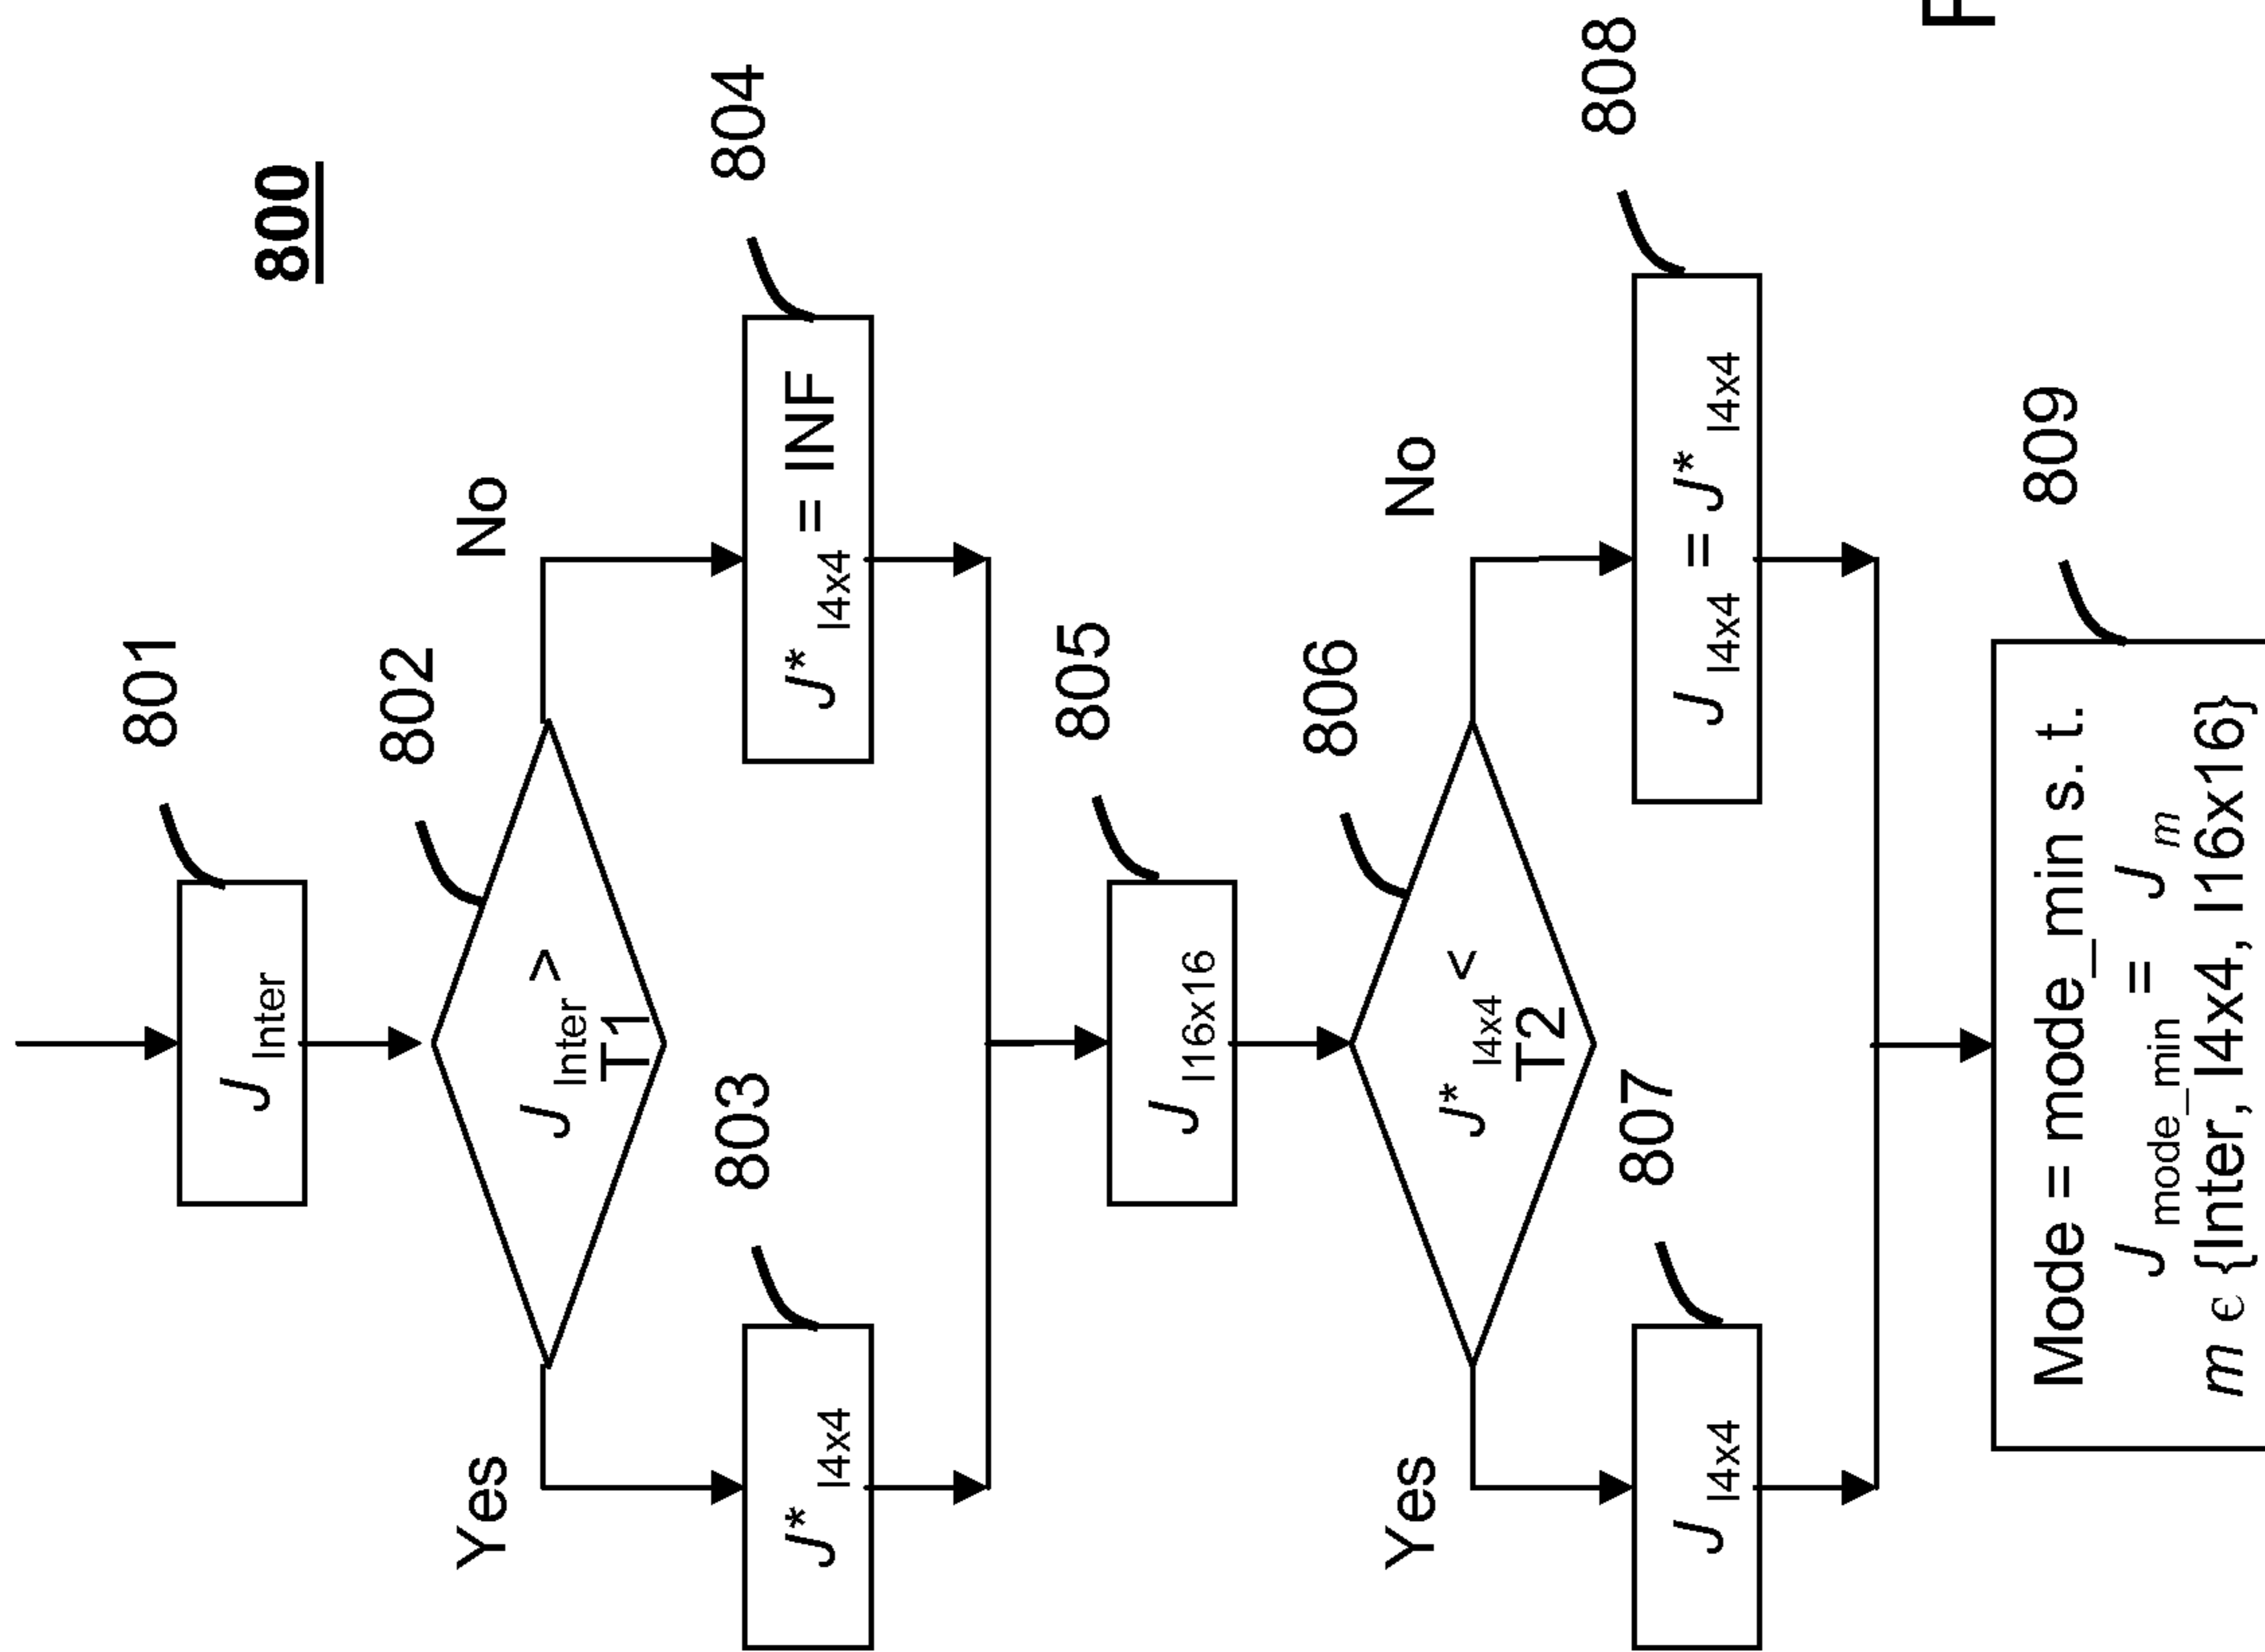 800
801
J Inter
802
J Inter >
T1
Yes
No
803
J* I4x4
804
J* I4x4 = INF
805
J I16x16
806
J* I4x4 <
T2
Yes
No
807
J I4x4
808
J I4x4 = J* I4x4
809
Mode = mode_min s. t.
J mode_min = J m
m ϵ {Inter, I4x4, I16x16}